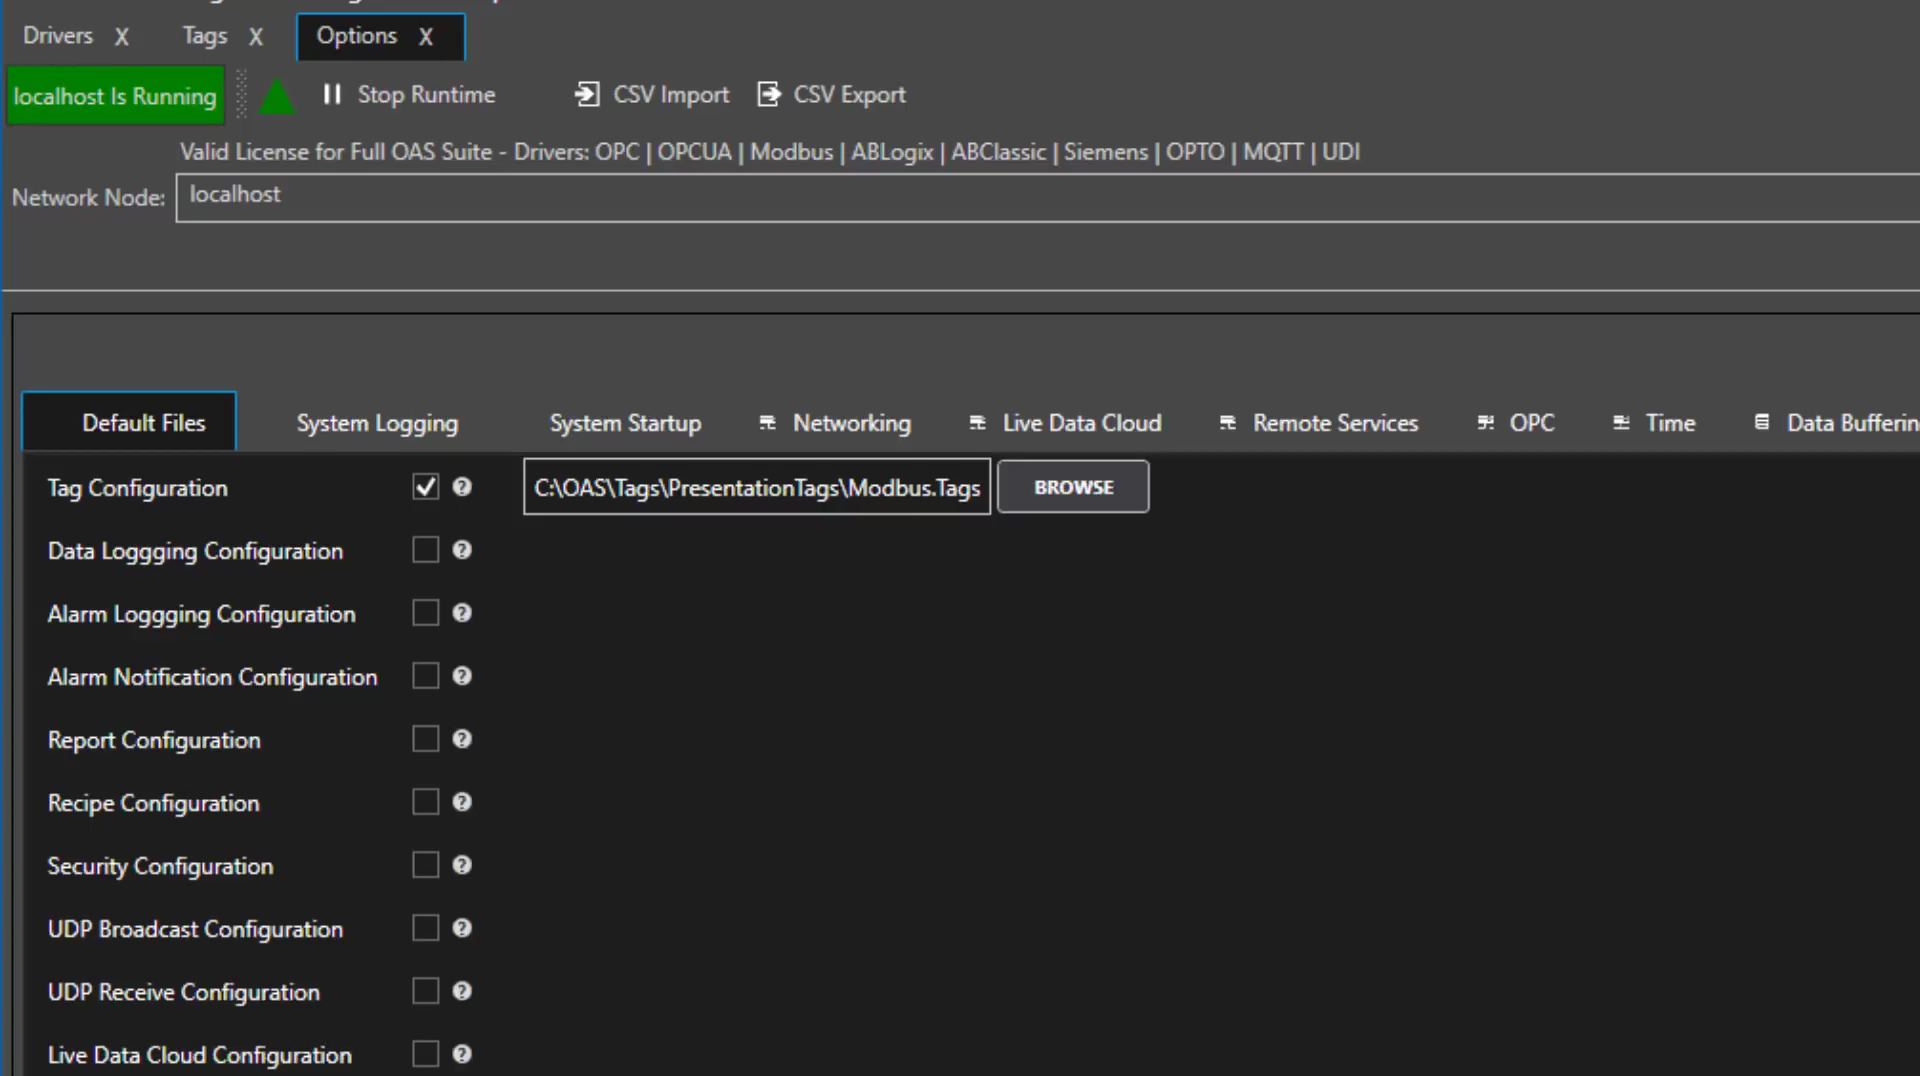 Drivers X Tags X Options X
localhost Is Running Stop Runtime CSV Import CSV Export
Valid License for Full OAS Suite - Drivers: OPC | OPCUA | Modbus | ABLogix | ABClassic | Siemens | OPTO | MQTT | UDI
Network Node: localhost
Default Files System Logging System Startup Networking Live Data Cloud Remote Services OPC Time Data Bufferin
Tag Configuration C:\OAS\Tags\PresentationTags\Modbus.Tags BROWSE
Data Loggging Configuration
Alarm Loggging Configuration
Alarm Notification Configuration
Report Configuration
Recipe Configuration
Security Configuration
UDP Broadcast Configuration
UDP Receive Configuration
Live Data Cloud Configuration